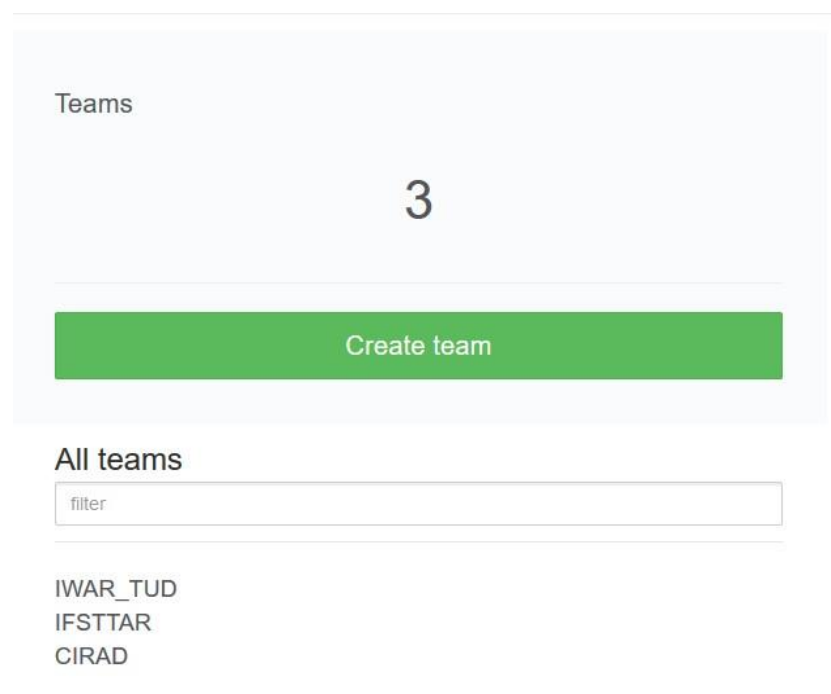 Teams
3
Create team
All teams
filter
IWAR_TUD
IFSTTAR
CIRAD